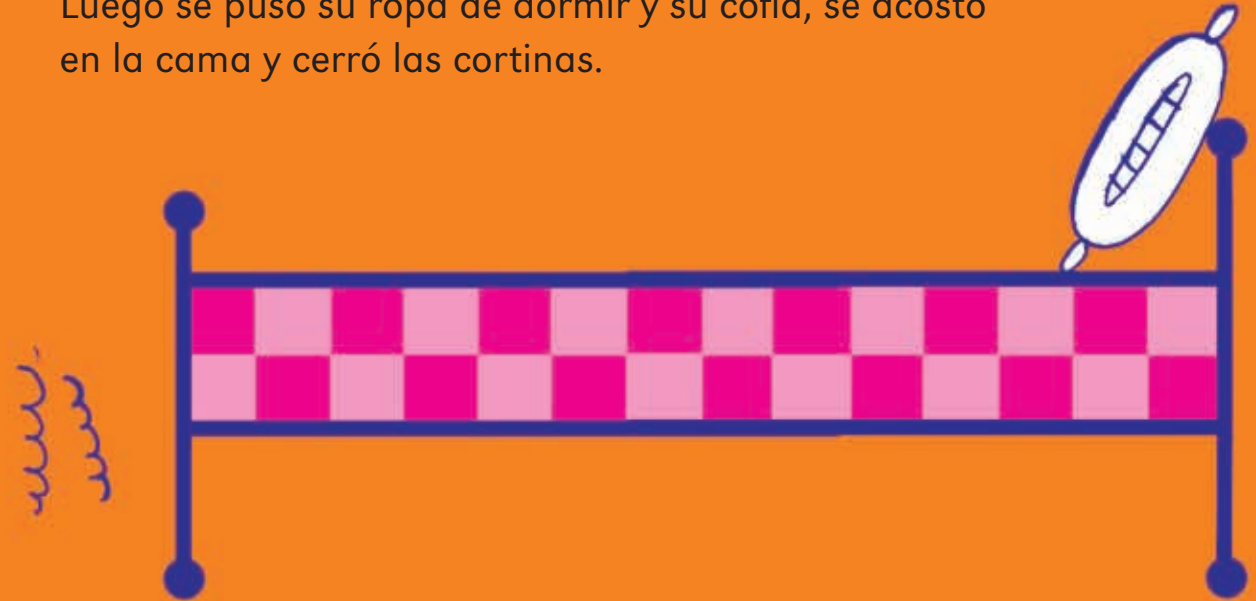 Luego se puso su ropa de dormir y su cofia, se acostó
en la cama y cerró las cortinas.